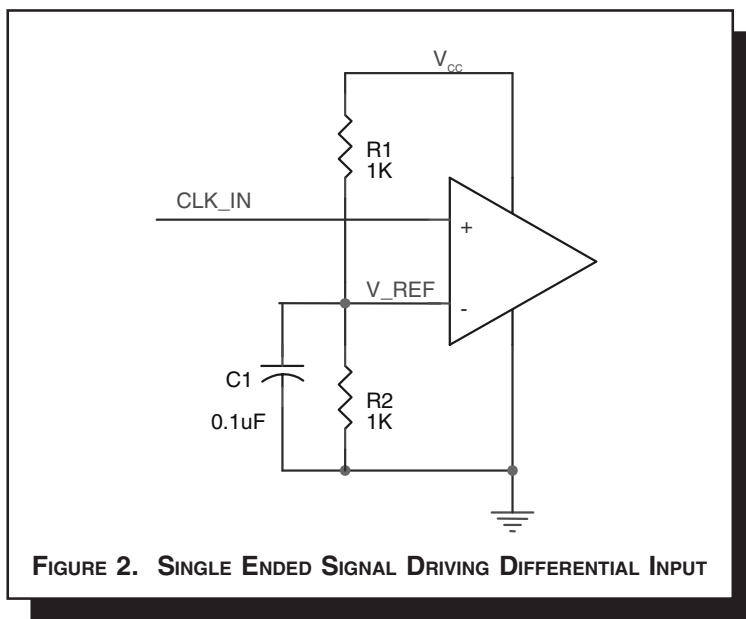 Vcc
R1
1K
CLK_IN
+
V_REF
-
C1
0.1uF
R2
1K
FIGURE 2. SINGLE ENDED SIGNAL DRIVING DIFFERENTIAL INPUT